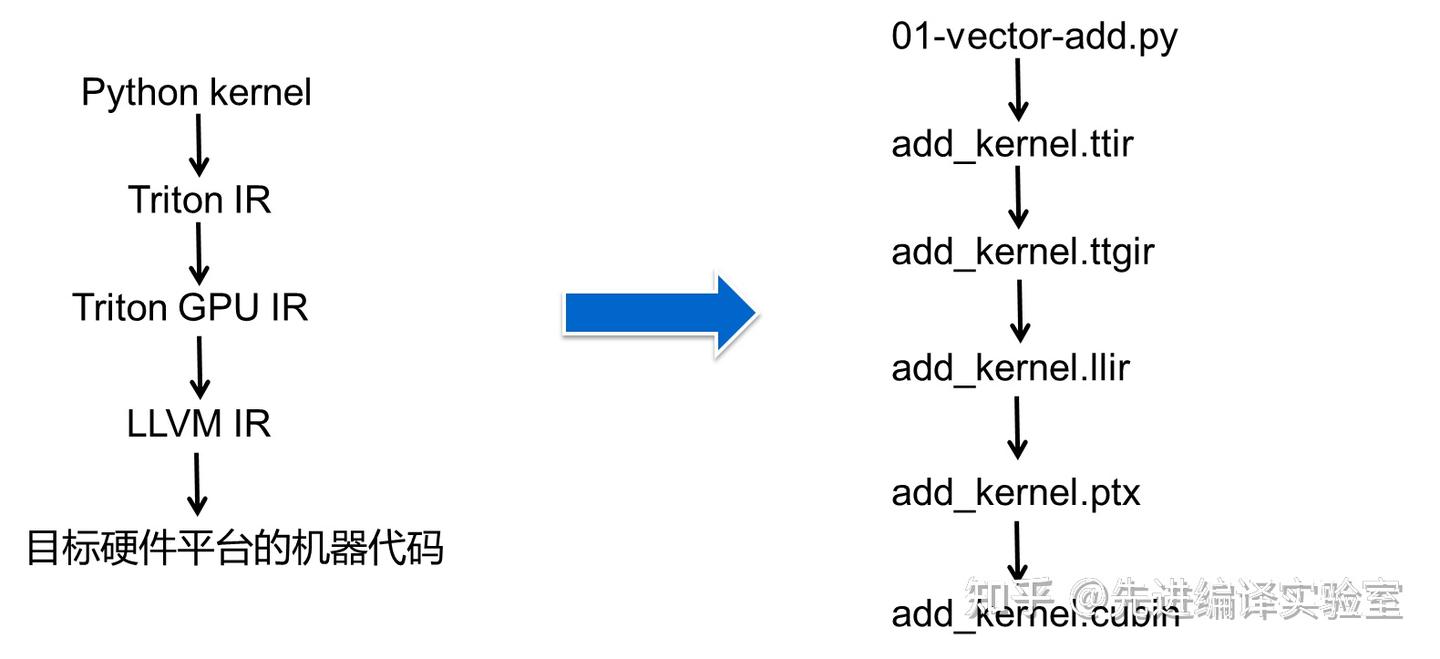 Python kernel
Triton IR
Triton GPU IR
LLVM IR
目标硬件平台的机器代码
01-vector-add.py
add_kernel.ttir
add_kernel.ttgir
add_kernel.llir
add_kernel.ptx
add_kernel.cubin
知乎 @先进编译实验室